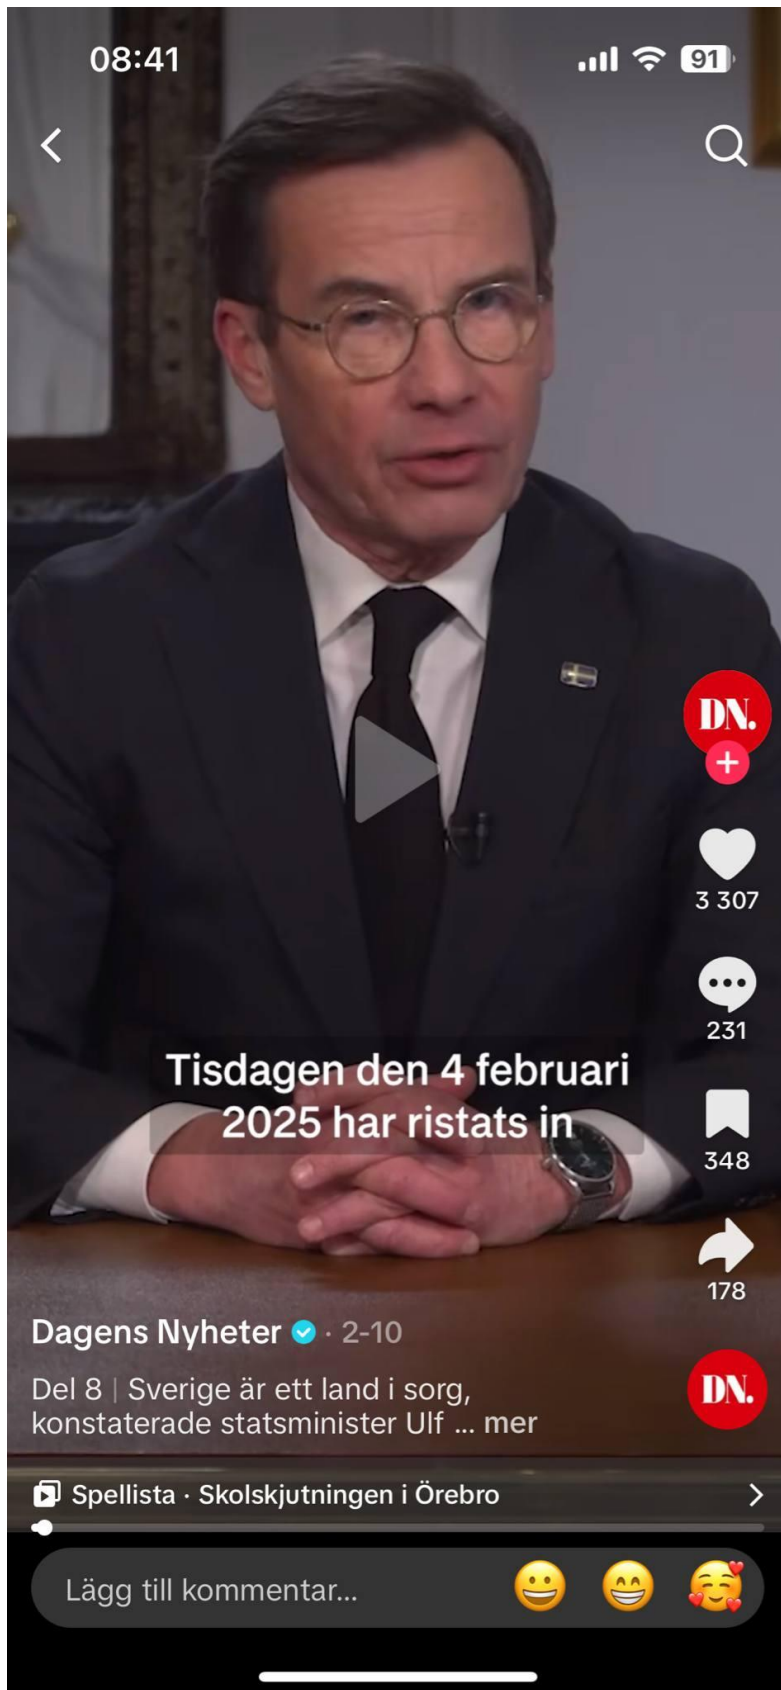 08:41
91
DN.
3 307
231
Tisdagen den 4 februari
2025 har ristats in
348
178
Dagens Nyheter · 2-10
Del 8 | Sverige är ett land i sorg,
konstaterade statsminister Ulf ... mer
DN.
Spellista · Skolskjutningen i Örebro
Lägg till kommentar...